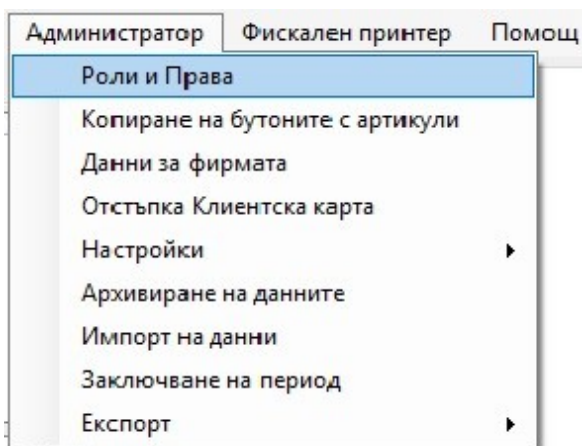 Администратор Фискален принтер Помощ
Роли и Права
Копиране на бутоните с артикули
Данни за фирмата
Отстъпка Клиентска карта
Настройки
Архивиране на данните
Импорт на данни
Заключване на период
Експорт